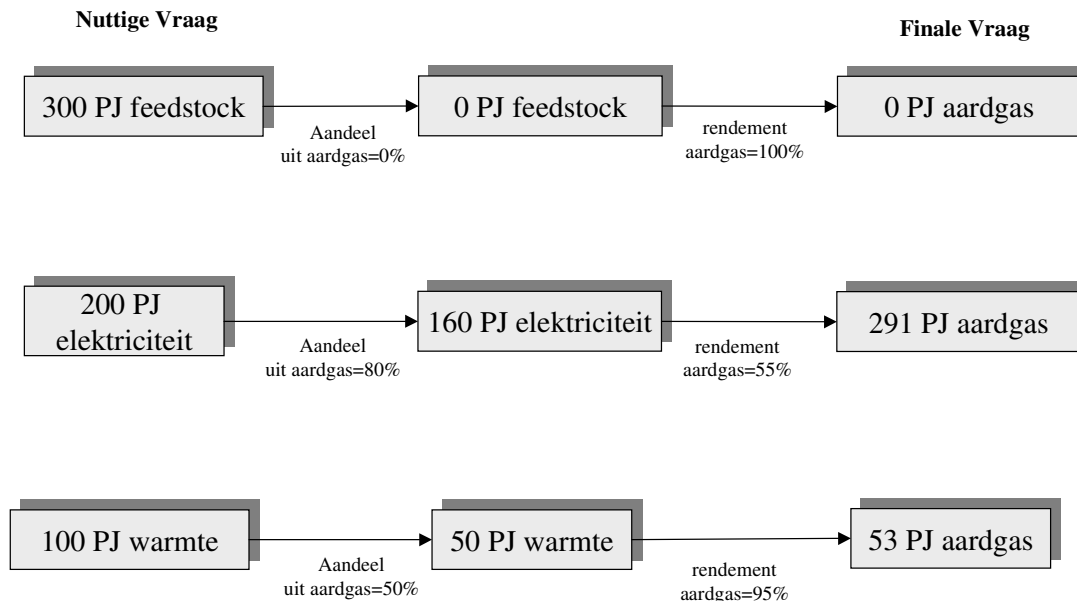 Nuttige Vraag
Finale Vraag
300 PJ feedstock
Aandeel
uit aardgas=0%
0 PJ feedstock
rendement
aardgas=100%
0 PJ aardgas
200 PJ
elektriciteit
Aandeel
uit aardgas=80%
160 PJ elektriciteit
rendement
aardgas=55%
291 PJ aardgas
100 PJ warmte
Aandeel
uit aardgas=50%
50 PJ warmte
rendement
aardgas=95%
53 PJ aardgas